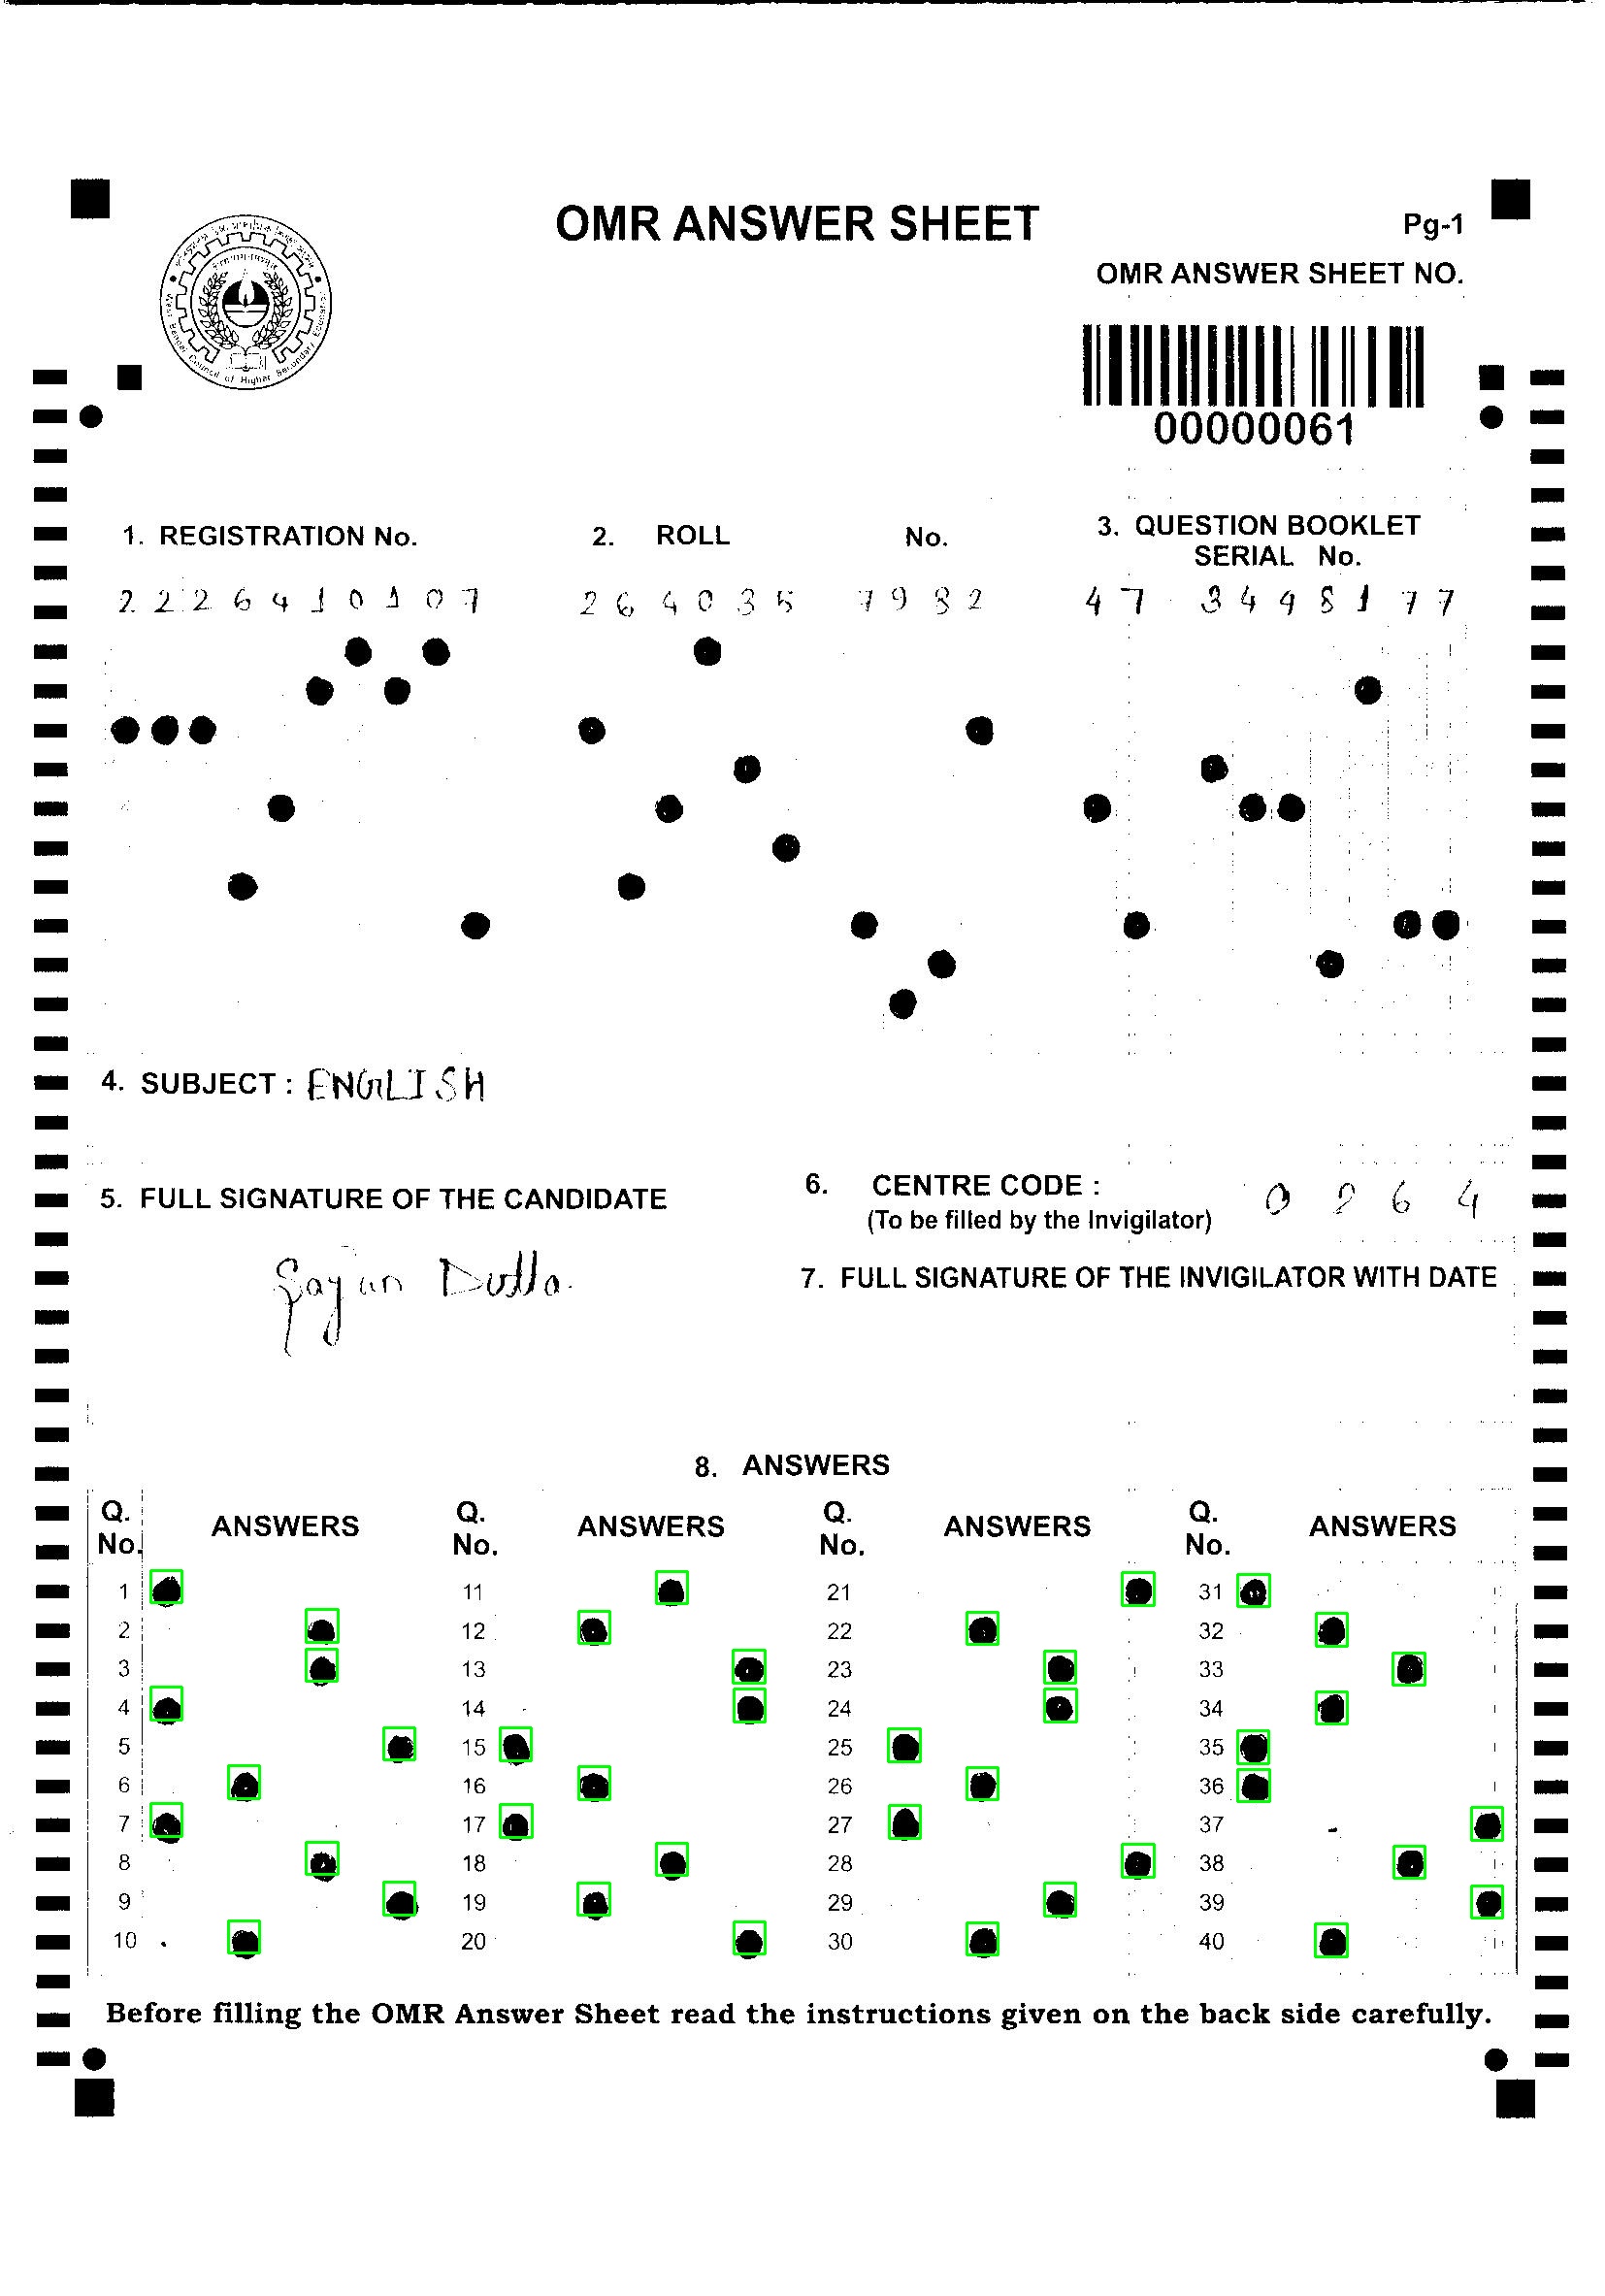 OMR ANSWER SHEET
Pg-1
OMR ANSWER SHEET NO.
00000061
West Bengal Council of Higher Secondary Education
1. REGISTRATION No.
2. ROLL No.
3. QUESTION BOOKLET
SERIAL No.
2 2 2 6 4 1 0 1 0 7
2 6 4 0 3 5 7 9 8 2
4 7 3 4 4 8 1 7 7
4. SUBJECT : ENGLISH
5. FULL SIGNATURE OF THE CANDIDATE
6. CENTRE CODE :
(To be filled by the Invigilator)
0 2 6 4
Sayan Dutta.
7. FULL SIGNATURE OF THE INVIGILATOR WITH DATE
8. ANSWERS
Q. No. ANSWERS Q. No. ANSWERS Q. No. ANSWERS Q. No. ANSWERS
1 11 21 31
2 12 22 32
3 13 23 33
4 14 24 34
5 15 25 35
6 16 26 36
7 17 27 37
8 18 28 38
9 19 29 39
10 20 30 40
Before filling the OMR Answer Sheet read the instructions given on the back side carefully.